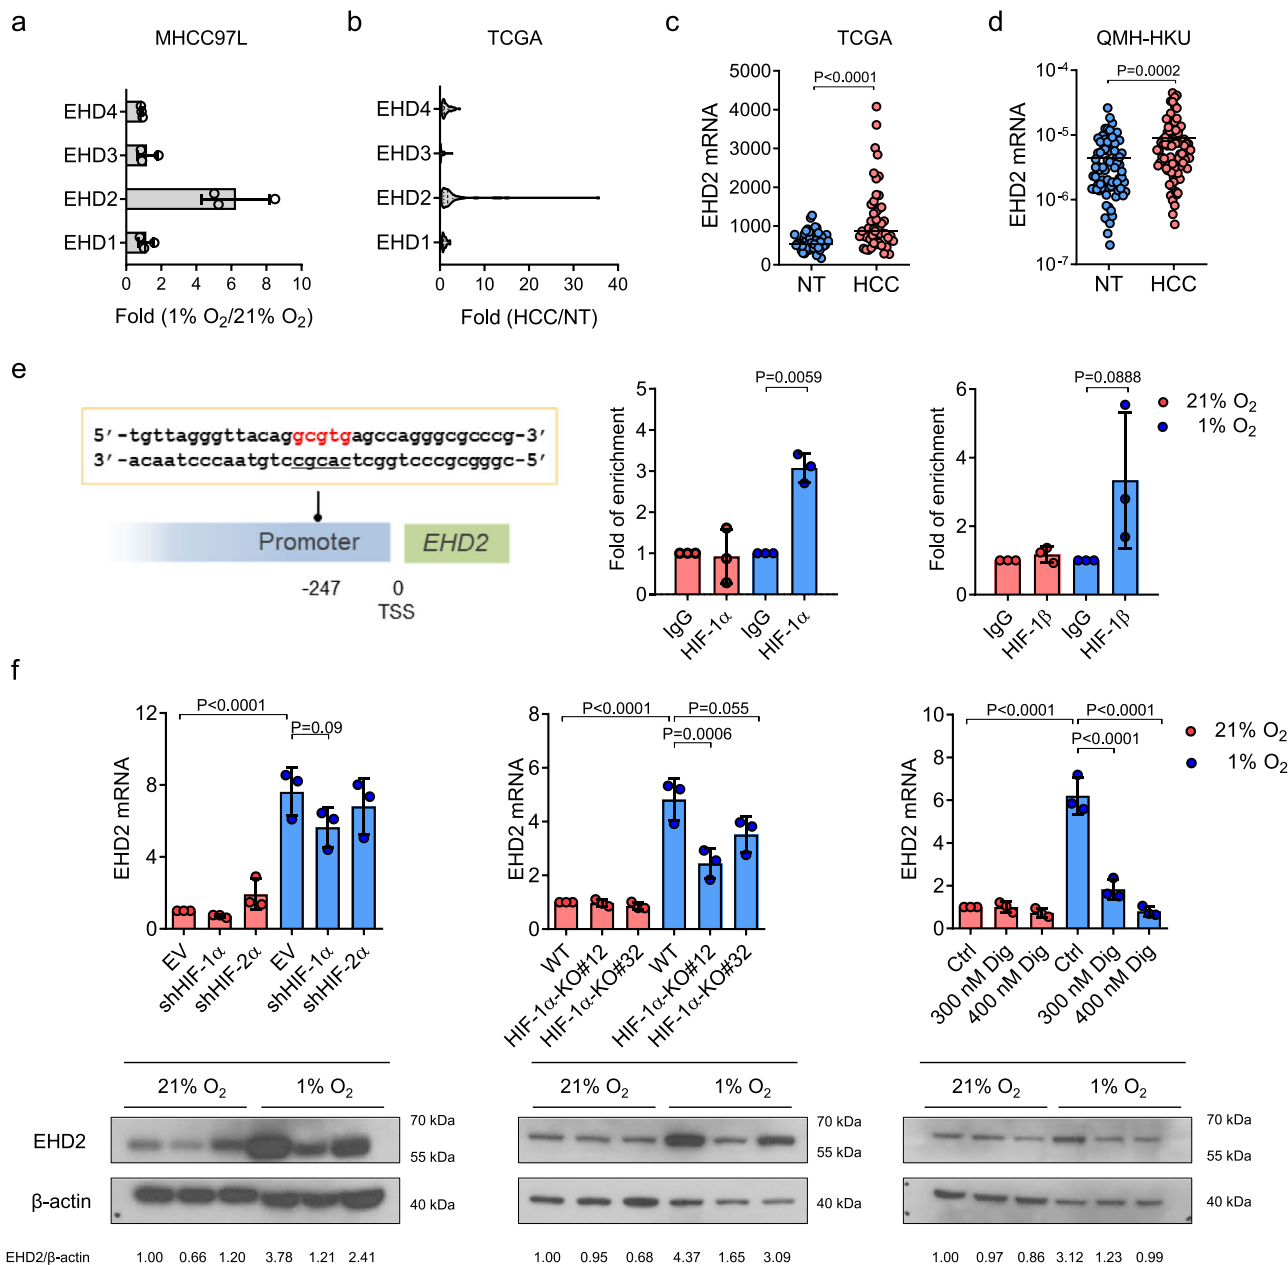 a
MHCC97L
EHD4
EHD3
EHD2
EHD1
0 2 4 6 8 10
Fold (1% O₂/21% O₂)
b
TCGA
EHD4
EHD3
EHD2
EHD1
0 10 20 30 40
Fold (HCC/NT)
c
TCGA
P<0.0001
EHD2 mRNA
5000
4000
3000
2000
1000
0
NT HCC
d
QMH-HKU
P=0.0002
EHD2 mRNA
10⁻⁴
10⁻⁵
10⁻⁶
10⁻⁷
NT HCC
e
5′-tgttagggttacaggcgtgagccagggcgcccg-3′
3′-acaatcccaatgtccgcactcggtcccgcgggc-5′
Promoter
EHD2
-247 0
TSS
P=0.0059
Fold of enrichment
5
4
3
2
1
0
IgG HIF-1α IgG HIF-1α
P=0.0888
Fold of enrichment
6
4
2
0
IgG HIF-1β IgG HIF-1β
21% O₂
1% O₂
f
P<0.0001
P=0.09
EHD2 mRNA
12
8
4
0
EV shHIF-1α shHIF-2α EV shHIF-1α shHIF-2α
P<0.0001 P=0.055
P=0.0006
EHD2 mRNA
8
6
4
2
0
WT HIF-1α-KO#12 HIF-1α-KO#32 WT HIF-1α-KO#12 HIF-1α-KO#32
P<0.0001 P<0.0001
P<0.0001
EHD2 mRNA
10
8
6
4
2
0
Ctrl 300 nM Dig 400 nM Dig Ctrl 300 nM Dig 400 nM Dig
21% O₂
1% O₂
21% O₂ 1% O₂ 21% O₂ 1% O₂ 21% O₂ 1% O₂
EHD2
70 kDa 70 kDa 70 kDa
55 kDa 55 kDa 55 kDa
β-actin 40 kDa 40 kDa 40 kDa
EHD2/β-actin 1.00 0.66 1.20 3.78 1.21 2.41 1.00 0.95 0.68 4.37 1.65 3.09 1.00 0.97 0.86 3.12 1.23 0.99